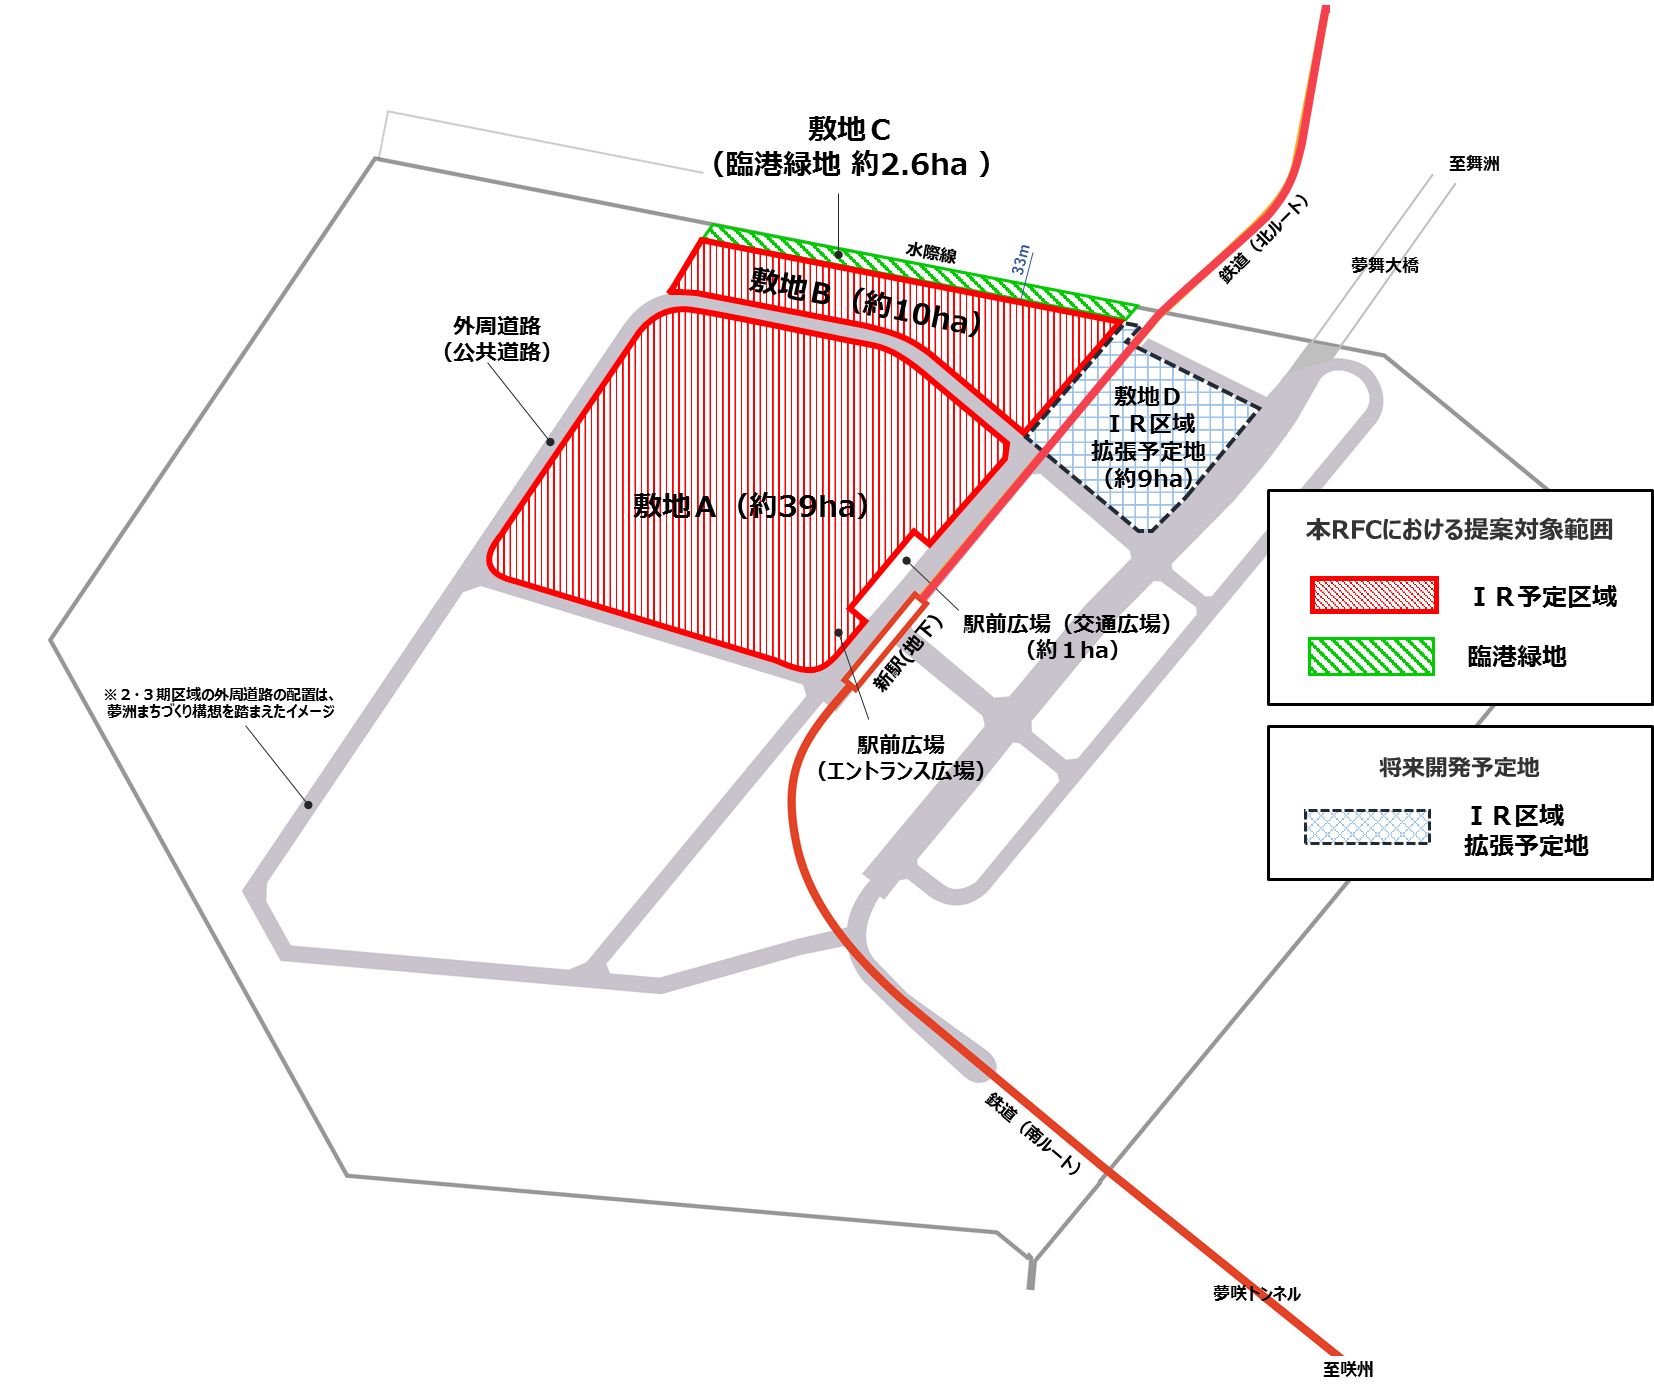 敷地Ｃ
（臨港緑地 約2.6ha ）
至舞洲
鉄道（北ルート）
水際線
33m
夢舞大橋
敷地Ｂ（約10ha）
外周道路
（公共道路）
敷地Ｄ
ＩＲ区域
拡張予定地
（約9ha）
敷地Ａ（約39ha）
本RFCにおける提案対象範囲
ＩＲ予定区域
臨港緑地
駅前広場（交通広場）
（約１ha）
新駅(地下)
※２・３期区域の外周道路の配置は、
夢洲まちづくり構想を踏まえたイメージ
駅前広場
（エントランス広場）
将来開発予定地
ＩＲ区域
拡張予定地
鉄道（南ルート）
夢咲トンネル
至咲州